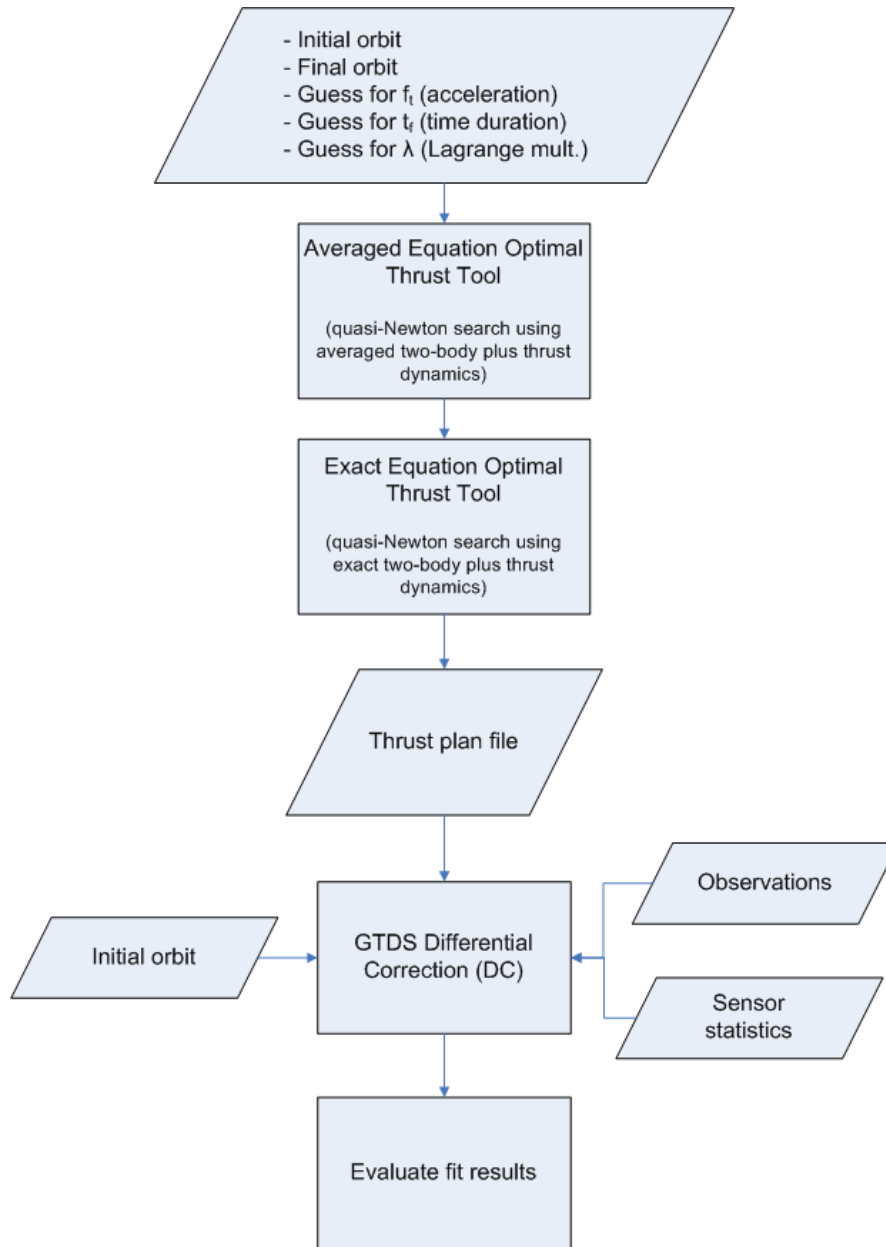 - Initial orbit
- Final orbit
- Guess for fₜ (acceleration)
- Guess for t_f (time duration)
- Guess for λ (Lagrange mult.)
Averaged Equation Optimal
Thrust Tool
(quasi-Newton search using
averaged two-body plus thrust
dynamics)
Exact Equation Optimal
Thrust Tool
(quasi-Newton search using
exact two-body plus thrust
dynamics)
Thrust plan file
Observations
GTDS Differential
Correction (DC)
Initial orbit
Sensor
statistics
Evaluate fit results